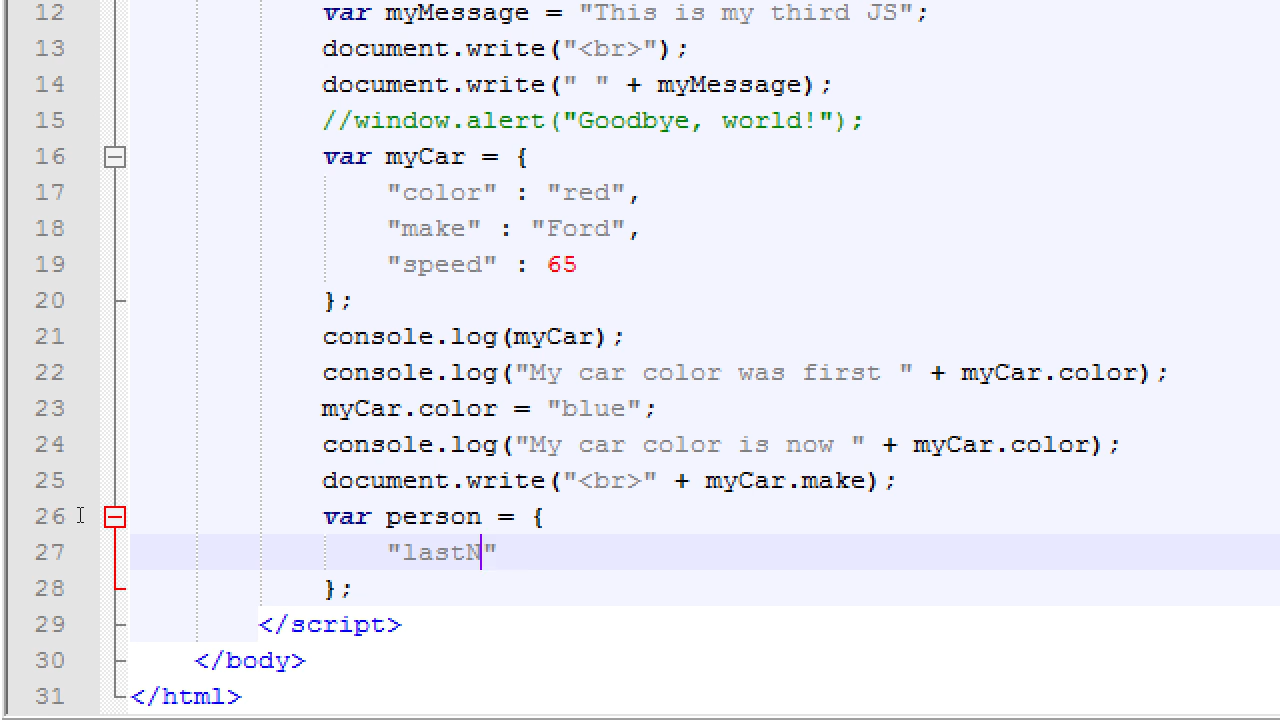 12 var myMessage = "This is my third JS";
13 document.write("<br>");
14 document.write(" " + myMessage);
15 //window.alert("Goodbye, world!");
16 var myCar = {
17 "color" : "red",
18 "make" : "Ford",
19 "speed" : 65
20 };
21 console.log(myCar);
22 console.log("My car color was first " + myCar.color);
23 myCar.color = "blue";
24 console.log("My car color is now " + myCar.color);
25 document.write("<br>" + myCar.make);
26 var person = {
27 "lastN"
28 };
29 </script>
30 </body>
31 </html>